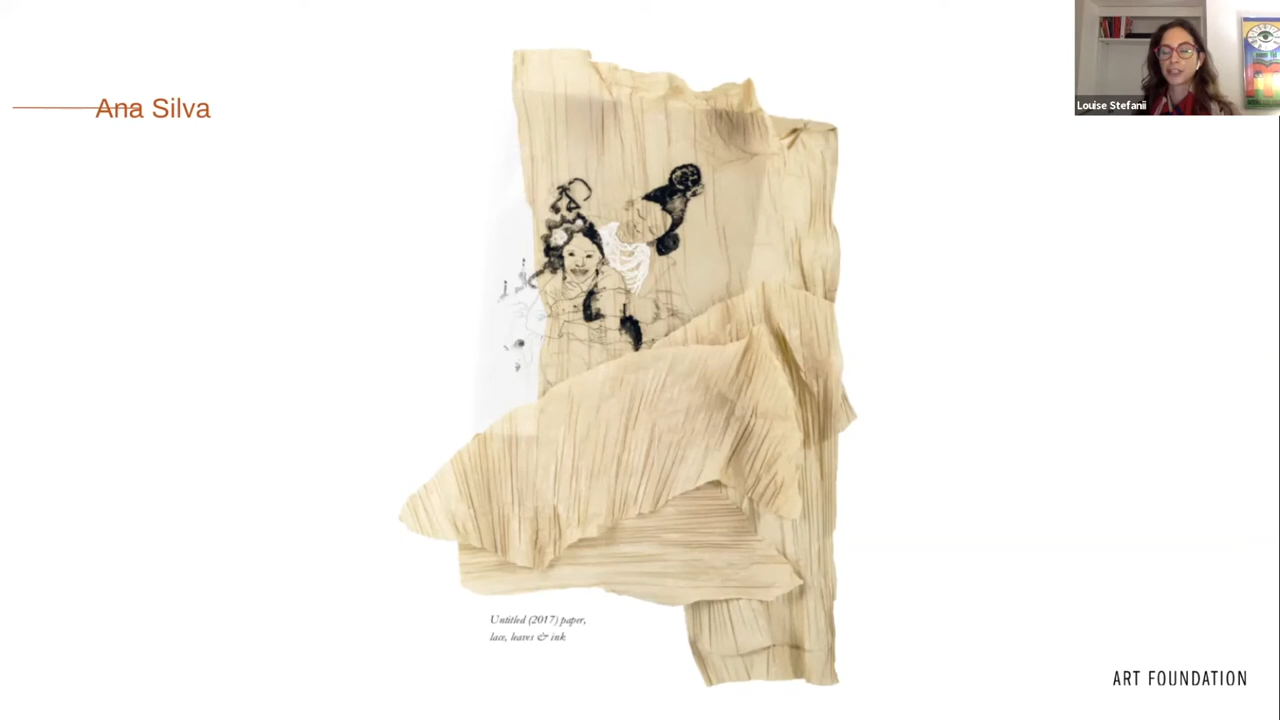 Ana Silva
Louise Stefanii
Untitled (2017) paper,
lace, leaves & ink
ART FOUNDATION